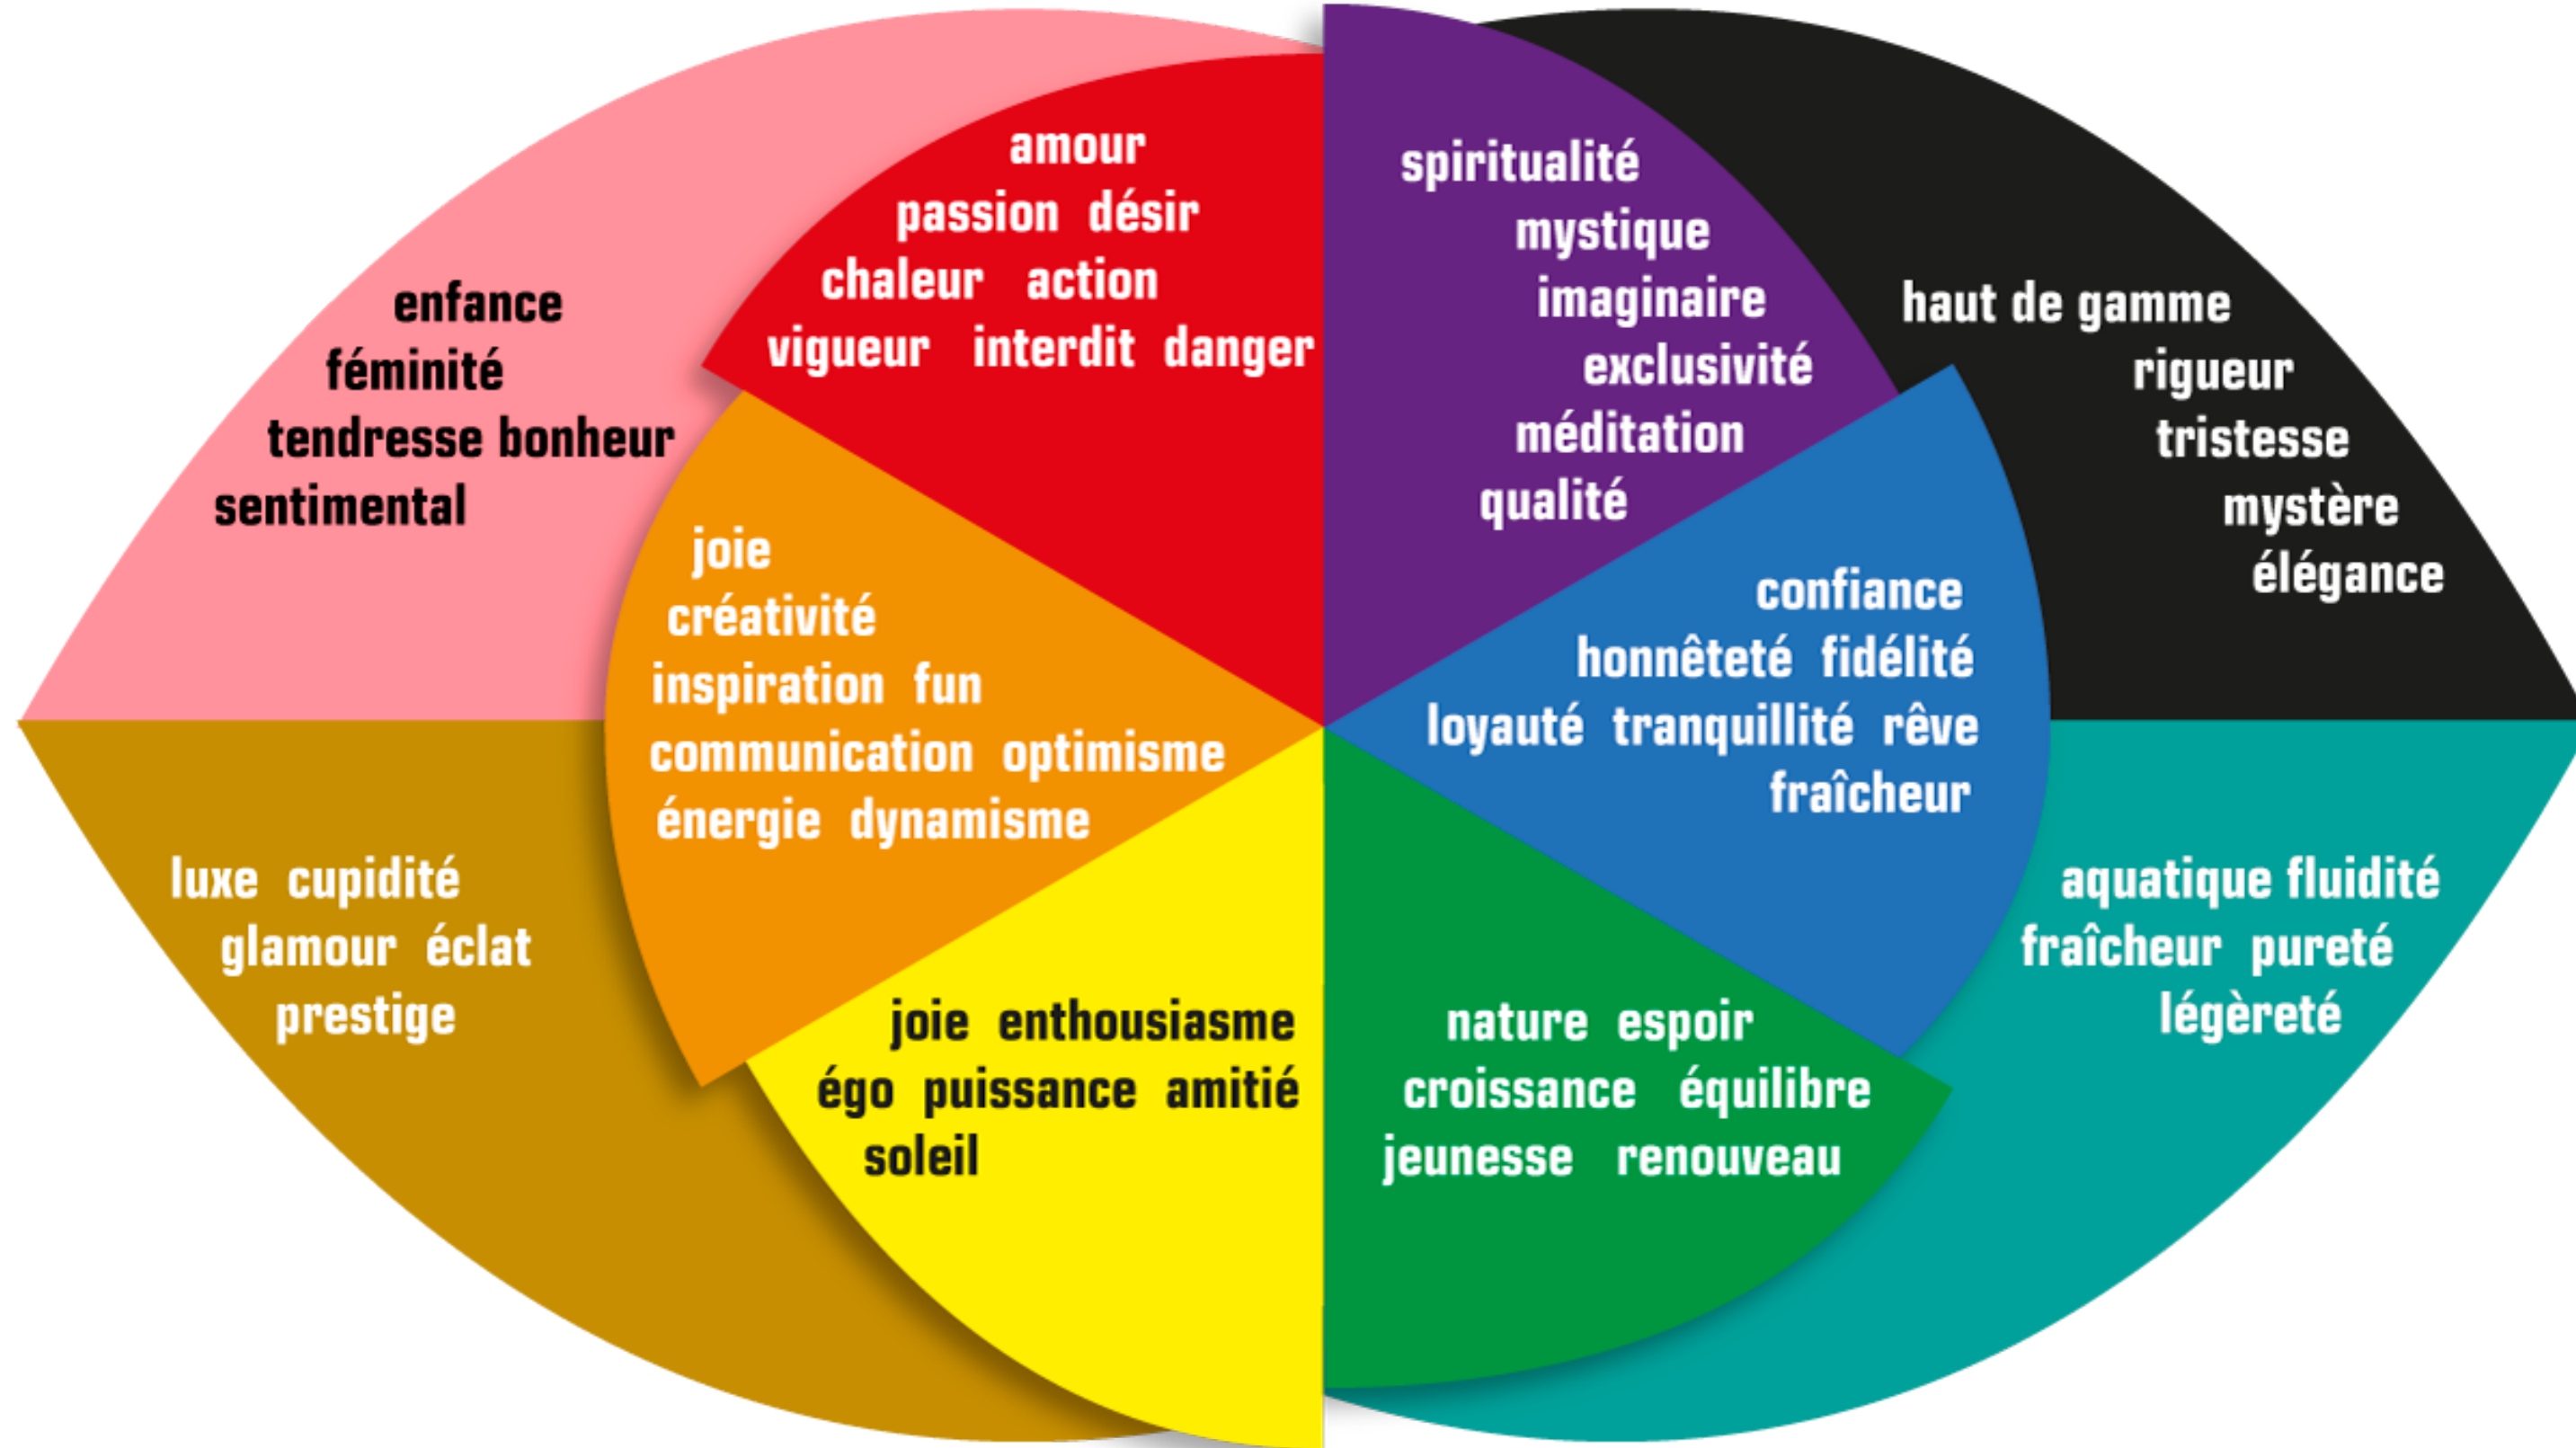 enfance
féminité
tendresse bonheur
sentimental
amour
passion désir
chaleur action
vigueur interdit danger
spiritualité
mystique
imaginaire
exclusivité
méditation
qualité
haut de gamme
rigueur
tristesse
mystère
élégance
joie
créativité
inspiration fun
communication optimisme
énergie dynamisme
confiance
honnêteté fidélité
loyauté tranquillité rêve
fraîcheur
luxe cupidité
glamour éclat
prestige
joie enthousiasme
égo puissance amitié
soleil
nature espoir
croissance équilibre
jeunesse renouveau
aquatique fluidité
fraîcheur pureté
légèreté